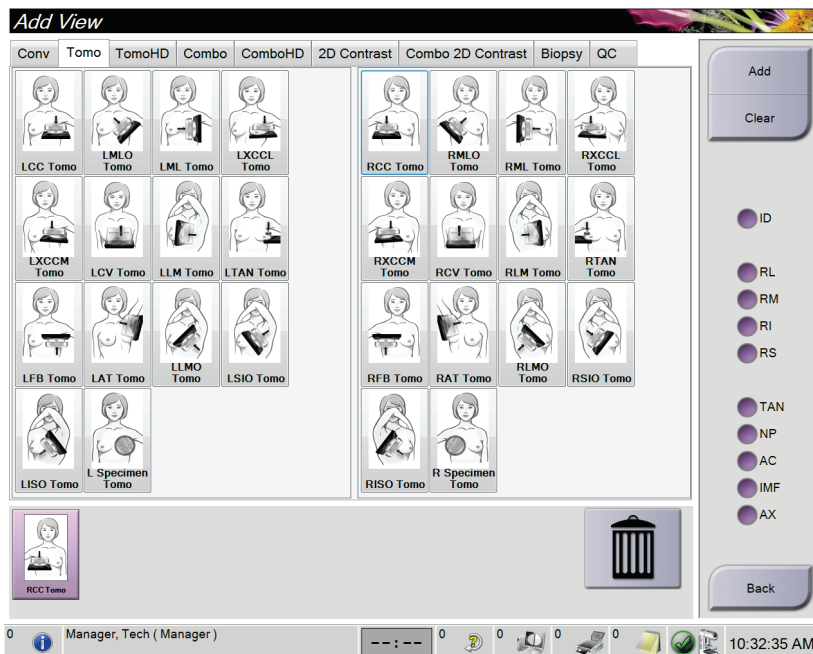 Add View
Conv Tomo TomoHD Combo ComboHD 2D Contrast Combo 2D Contrast Biopsy QC
LCC Tomo
LMLO
Tomo
LML Tomo
LXCCL
Tomo
RCC Tomo
RMLO
Tomo
RML Tomo
RXCCL
Tomo
LXCCM
Tomo
LCV Tomo
LLM Tomo
LTAN Tomo
RXCCM
Tomo
RCV Tomo
RLM Tomo
RTAN
Tomo
LFB Tomo
LAT Tomo
LLMO
Tomo
LSIO Tomo
RFB Tomo
RAT Tomo
RLMO
Tomo
RSIO Tomo
LISO Tomo
L Specimen
Tomo
RISO Tomo
R Specimen
Tomo
RCC Tomo
Add
Clear
ID
RL
RM
RI
RS
TAN
NP
AC
IMF
AX
Back
0 Manager, Tech ( Manager ) --:-- 0 0 0 0 10:32:35 AM